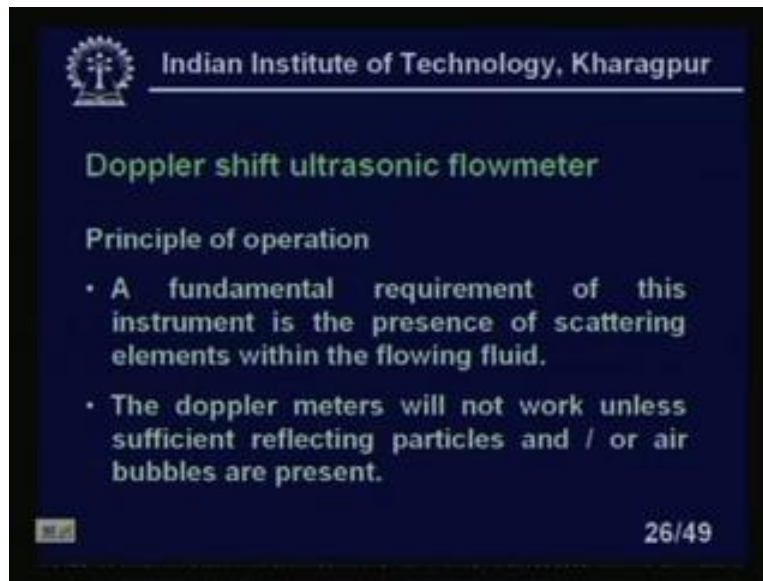 Indian Institute of Technology, Kharagpur
Doppler shift ultrasonic flowmeter
Principle of operation
• A fundamental requirement of this
instrument is the presence of scattering
elements within the flowing fluid.
• The doppler meters will not work unless
sufficient reflecting particles and / or air
bubbles are present.
26/49